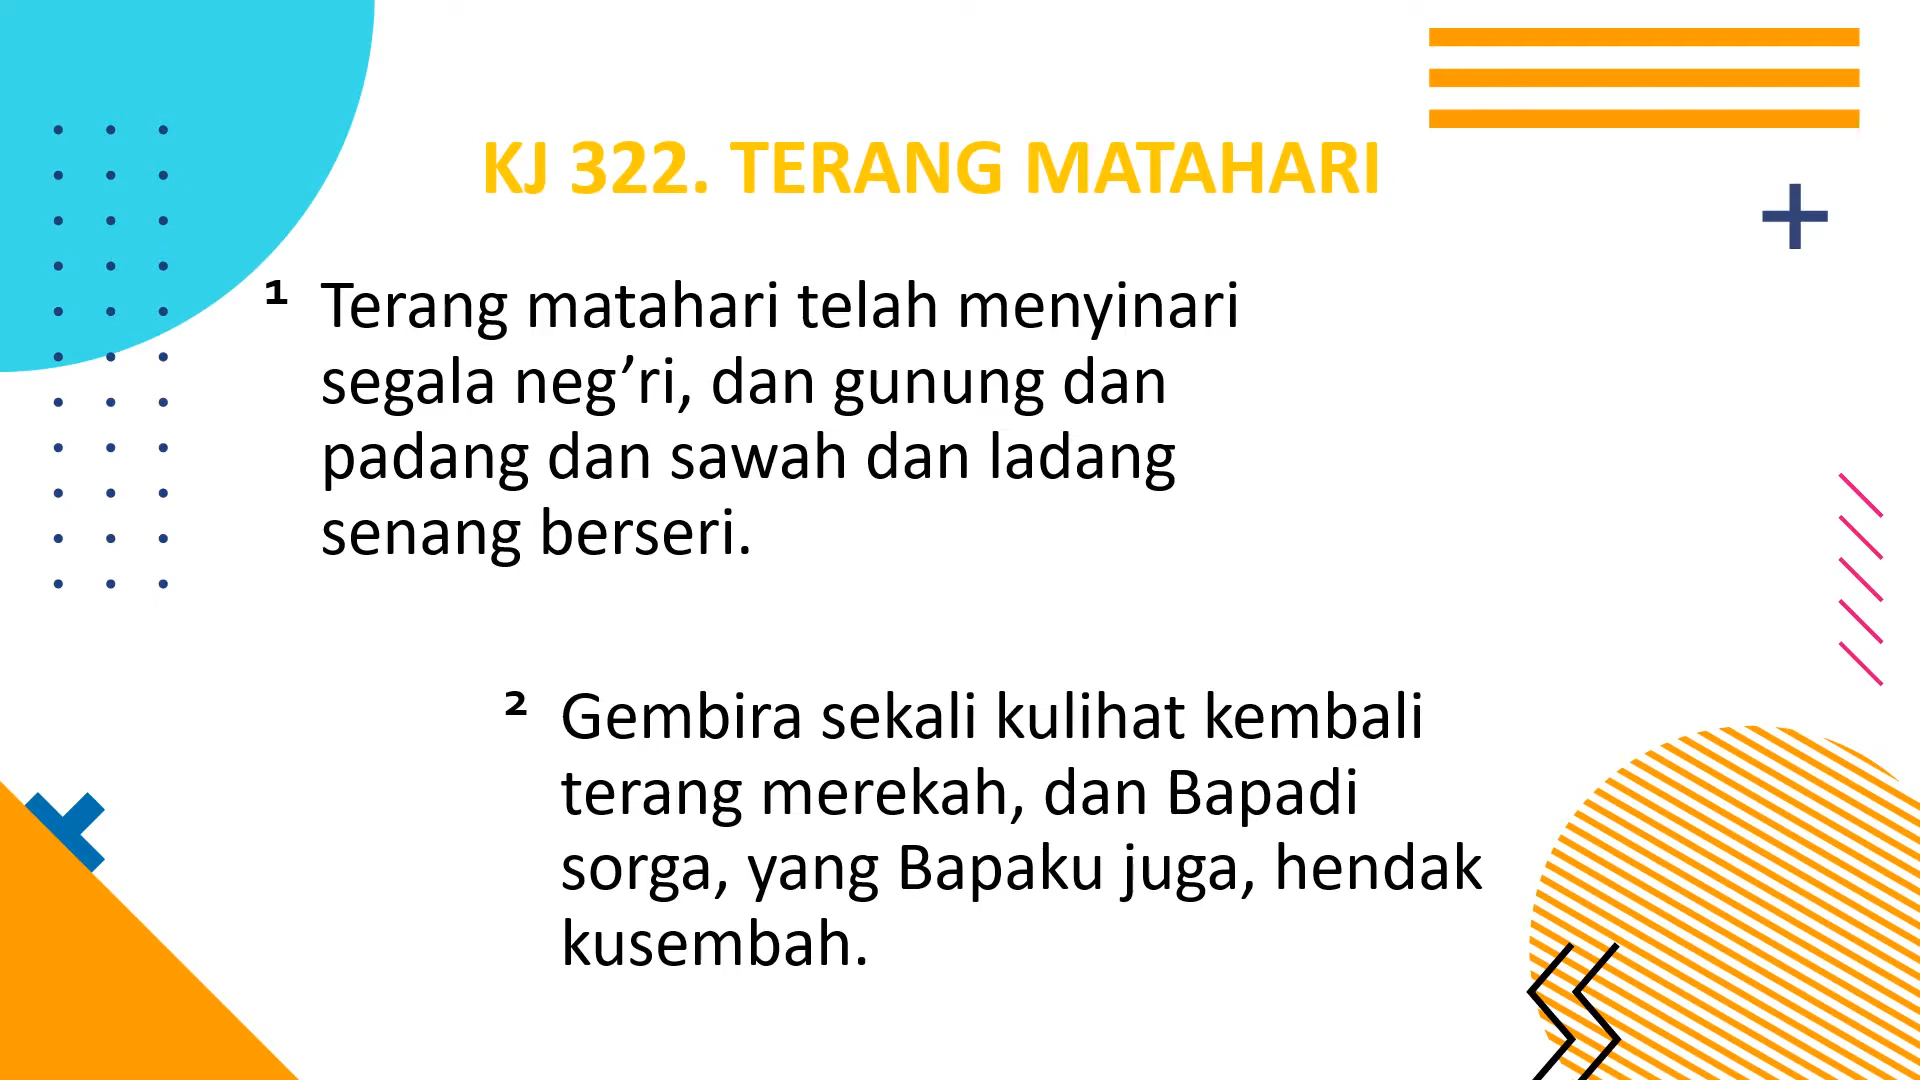 KJ 322. TERANG MATAHARI
¹ Terang matahari telah menyinari
segala neg’ri, dan gunung dan
padang dan sawah dan ladang
senang berseri.
² Gembira sekali kulihat kembali
terang merekah, dan Bapadi
sorga, yang Bapaku juga, hendak
kusembah.